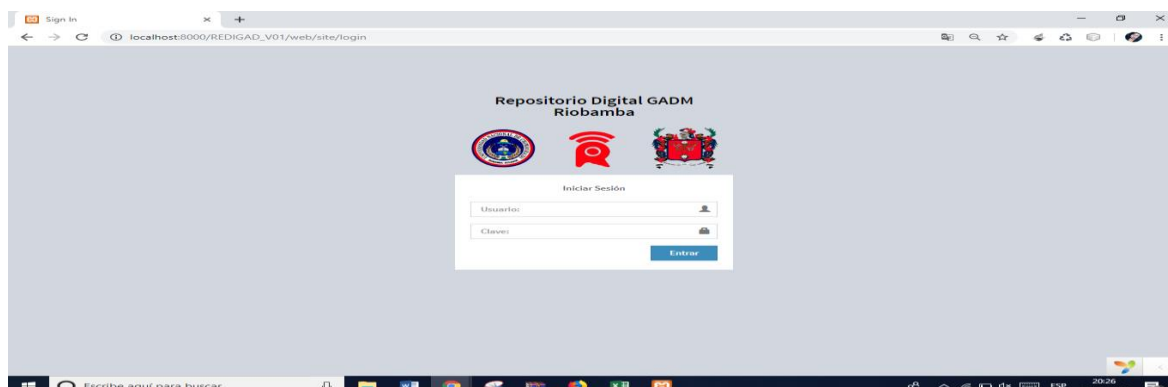 Sign In
localhost:8000/REDIGAD_V01/web/site/login
Repositorio Digital GADM
Riobamba
Iniciar Sesión
Usuario:
Clave:
Entrar
Escribe aquí para buscar
ESP
20:26